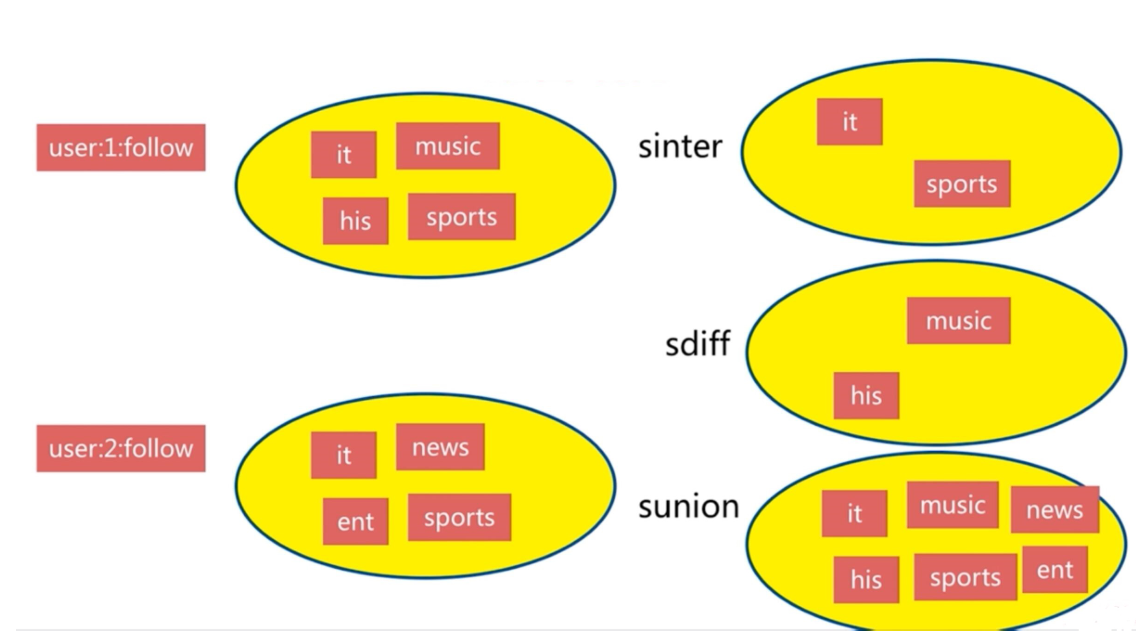 user:1:follow
it
music
his
sports
sinter
it
sports
sdiff
music
his
user:2:follow
it
news
ent
sports
sunion
it
music
news
his
sports
ent